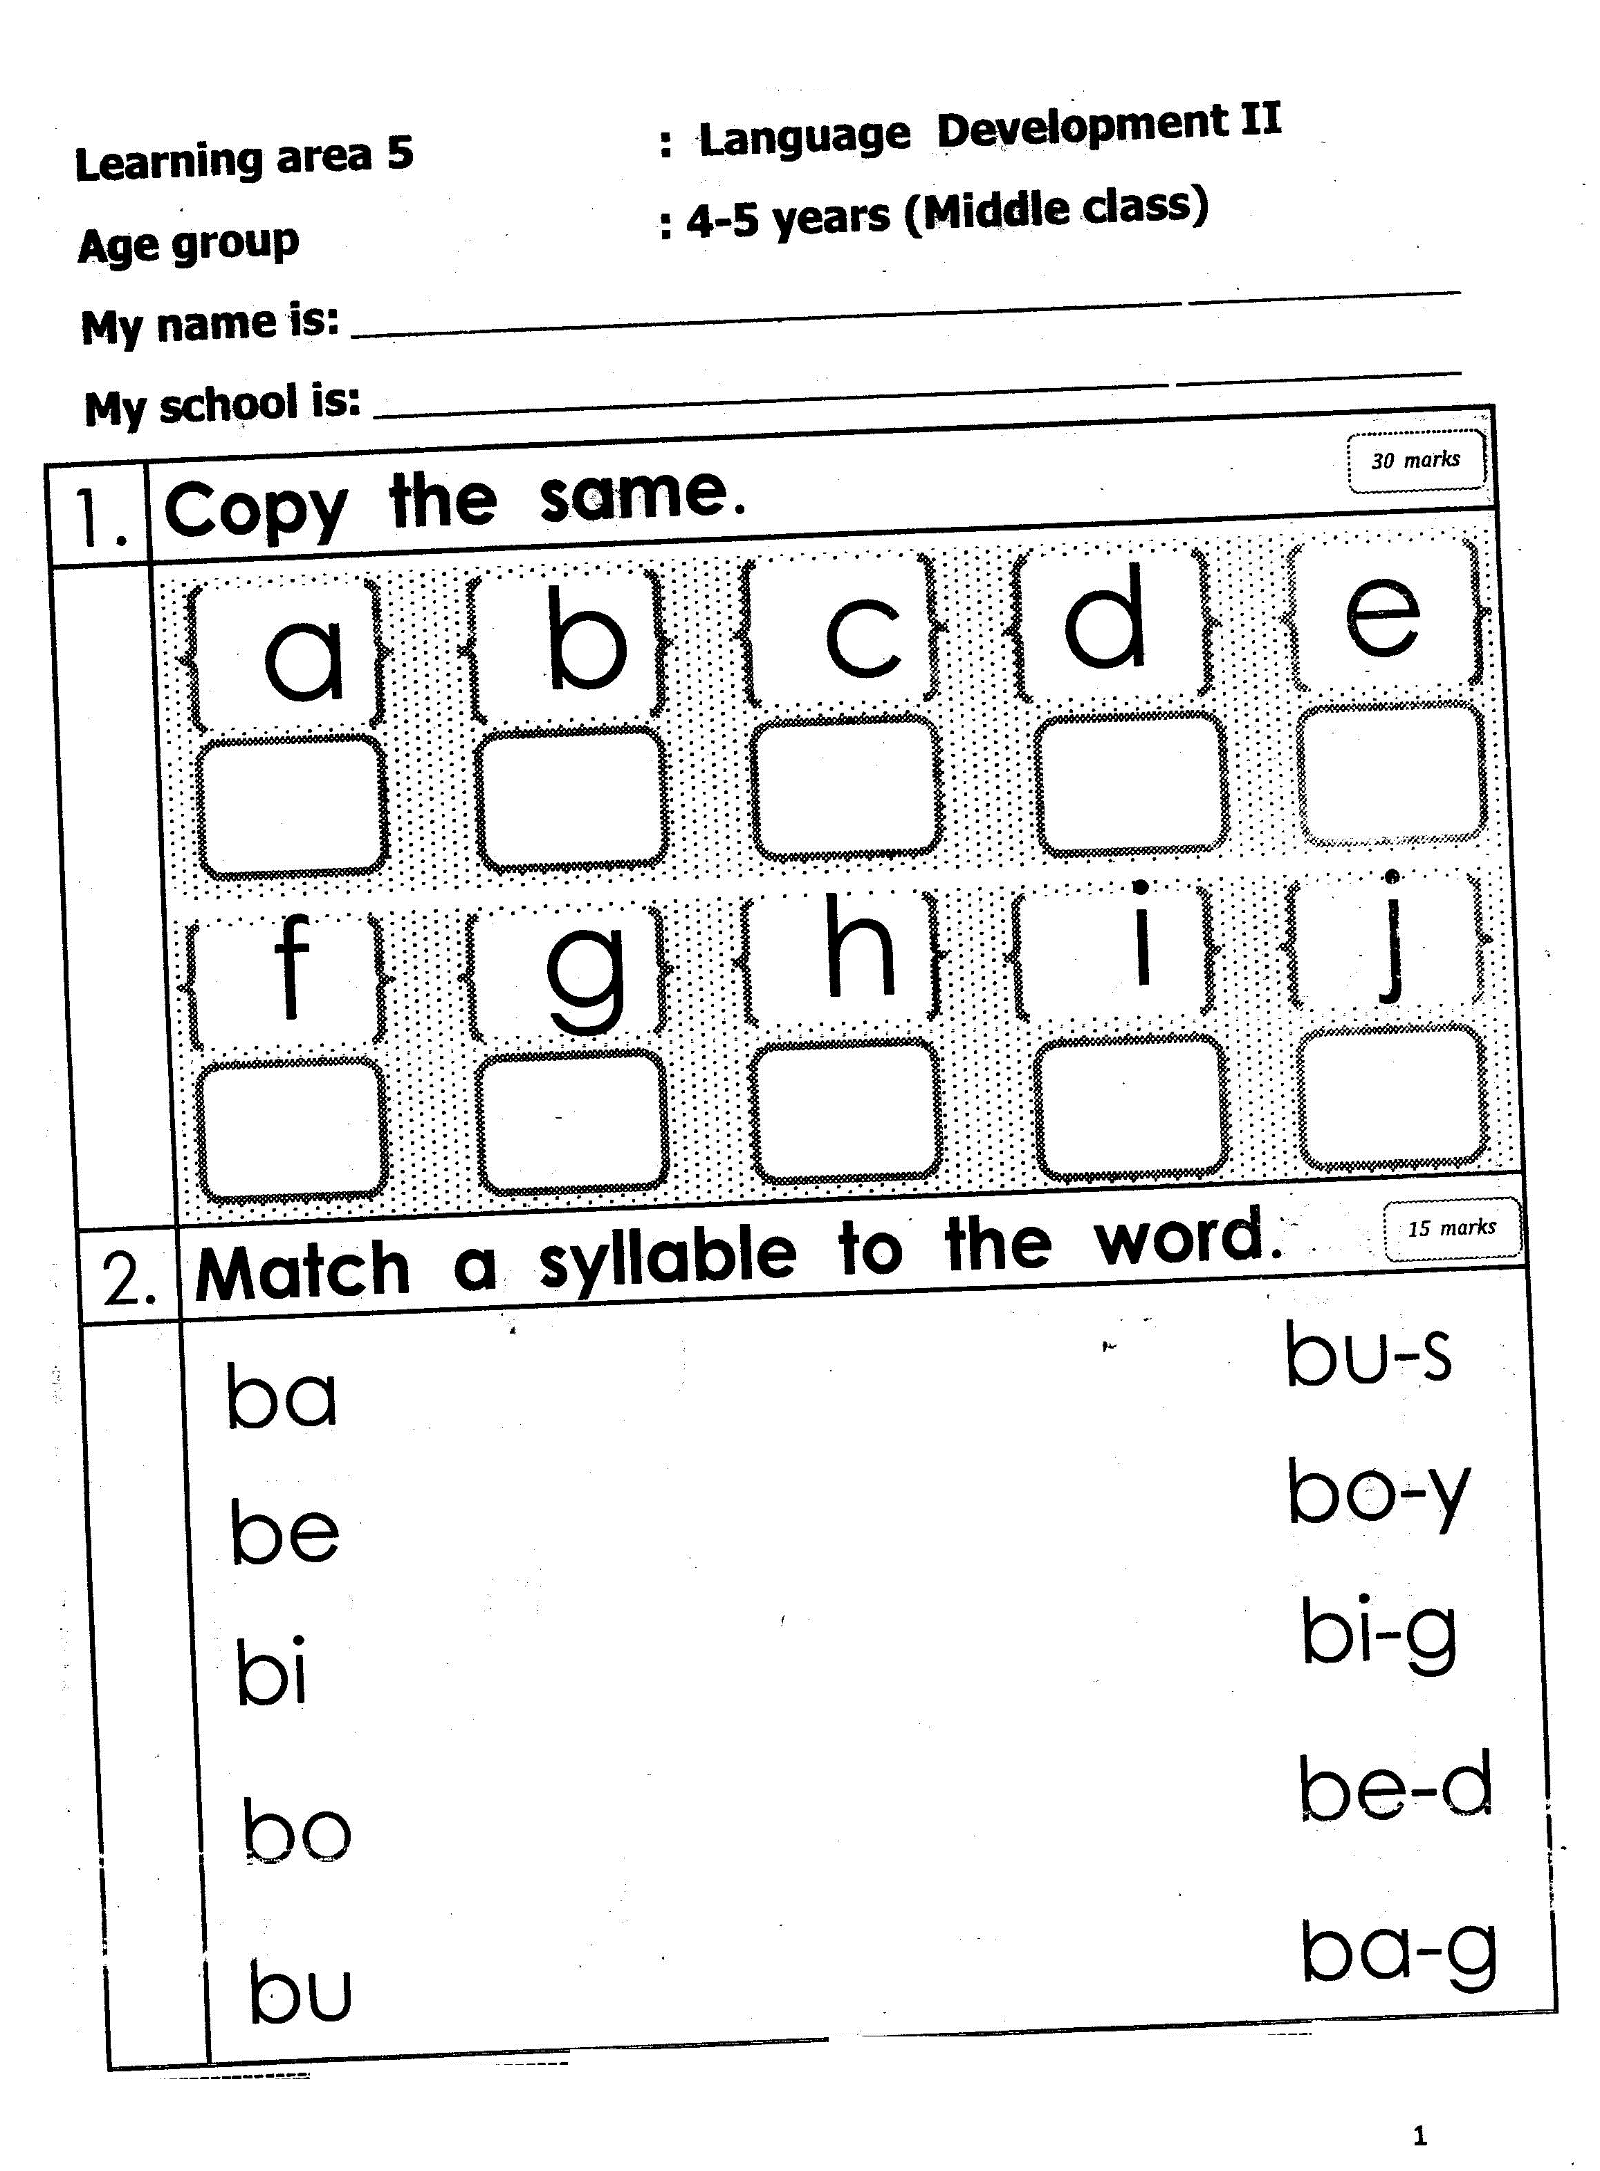 Learning area 5 : Language Development II
Age group : 4-5 years (Middle class)
My name is:
My school is:
1. Copy the same. 30 marks
a b c d e
f g h i j
2. Match a syllable to the word. 15 marks
ba bu-s
be bo-y
bi bi-g
bo be-d
bu ba-g
1